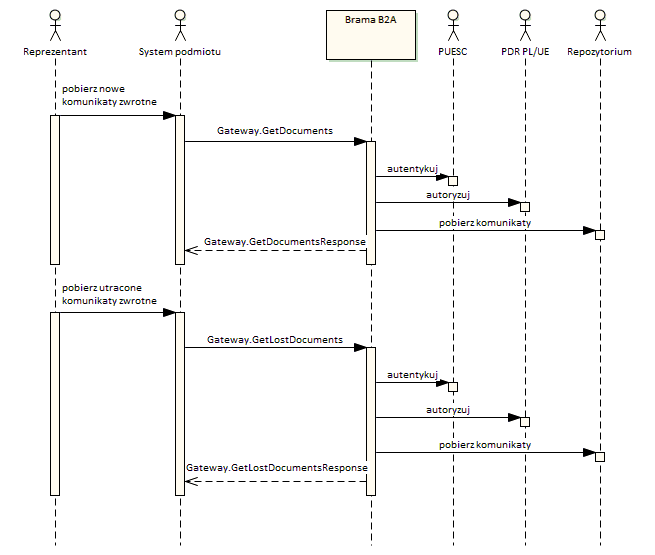 Reprezentant
System podmiotu
Brama B2A
PUESC
PDR PL/UE
Repozytorium
pobierz nowe
komunikaty zwrotne
Gateway.GetDocuments
autentykuj
autoryzuj
pobierz komunikaty
Gateway.GetDocumentsResponse
pobierz utracone
komunikaty zwrotne
Gateway.GetLostDocuments
autentykuj
autoryzuj
pobierz komunikaty
Gateway.GetLostDocumentsResponse